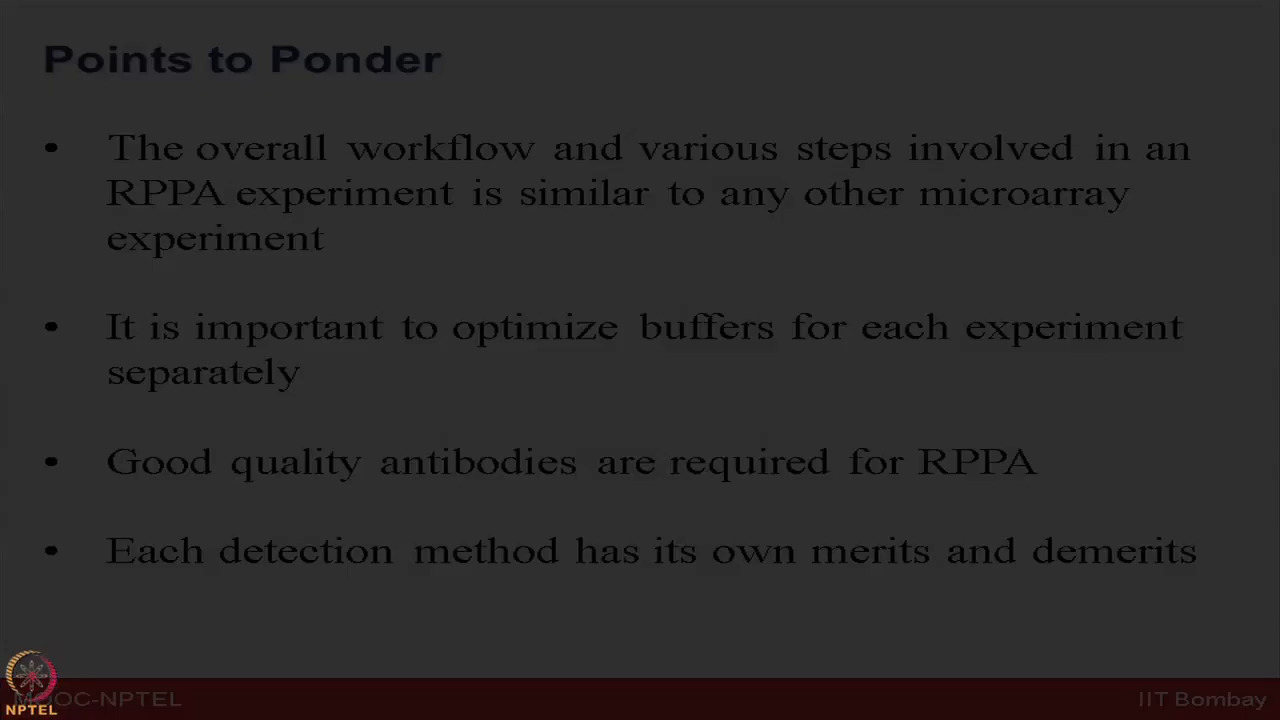 Points to Ponder
• The overall workflow and various steps involved in an
RPPA experiment is similar to any other microarray
experiment
• It is important to optimize buffers for each experiment
separately
• Good quality antibodies are required for RPPA
• Each detection method has its own merits and demerits
MOOC-NPTEL
NPTEL
IIT Bombay